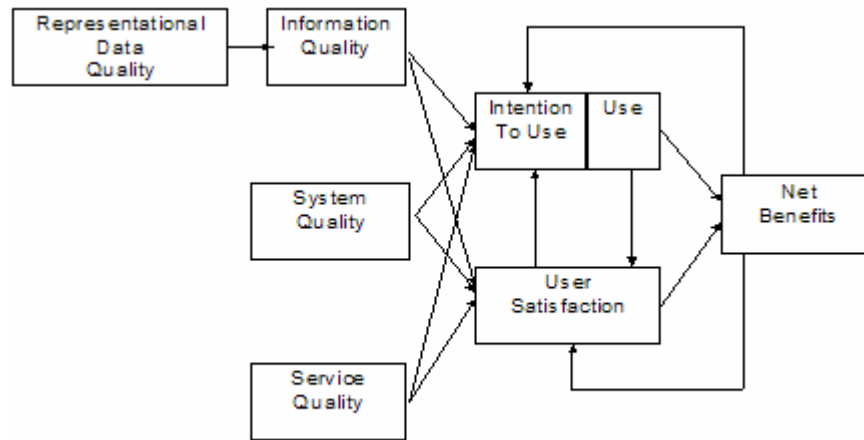 Representational
Data
Quality
Information
Quality
Intention
To Use
Use
System
Quality
Net
Benefits
User
Satisfaction
Service
Quality